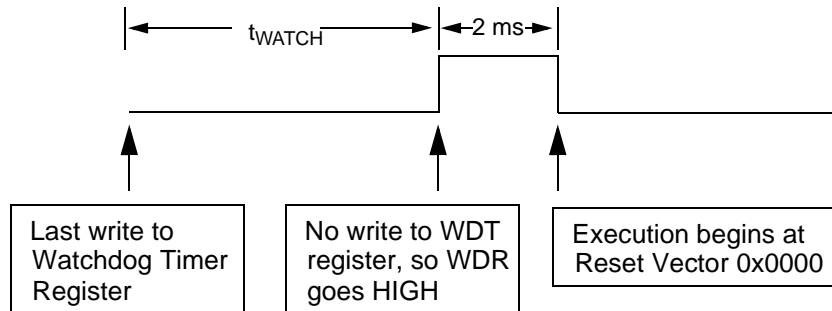 tWATCH
2 ms
Last write to
Watchdog Timer
Register
No write to WDT
register, so WDR
goes HIGH
Execution begins at
Reset Vector 0x0000